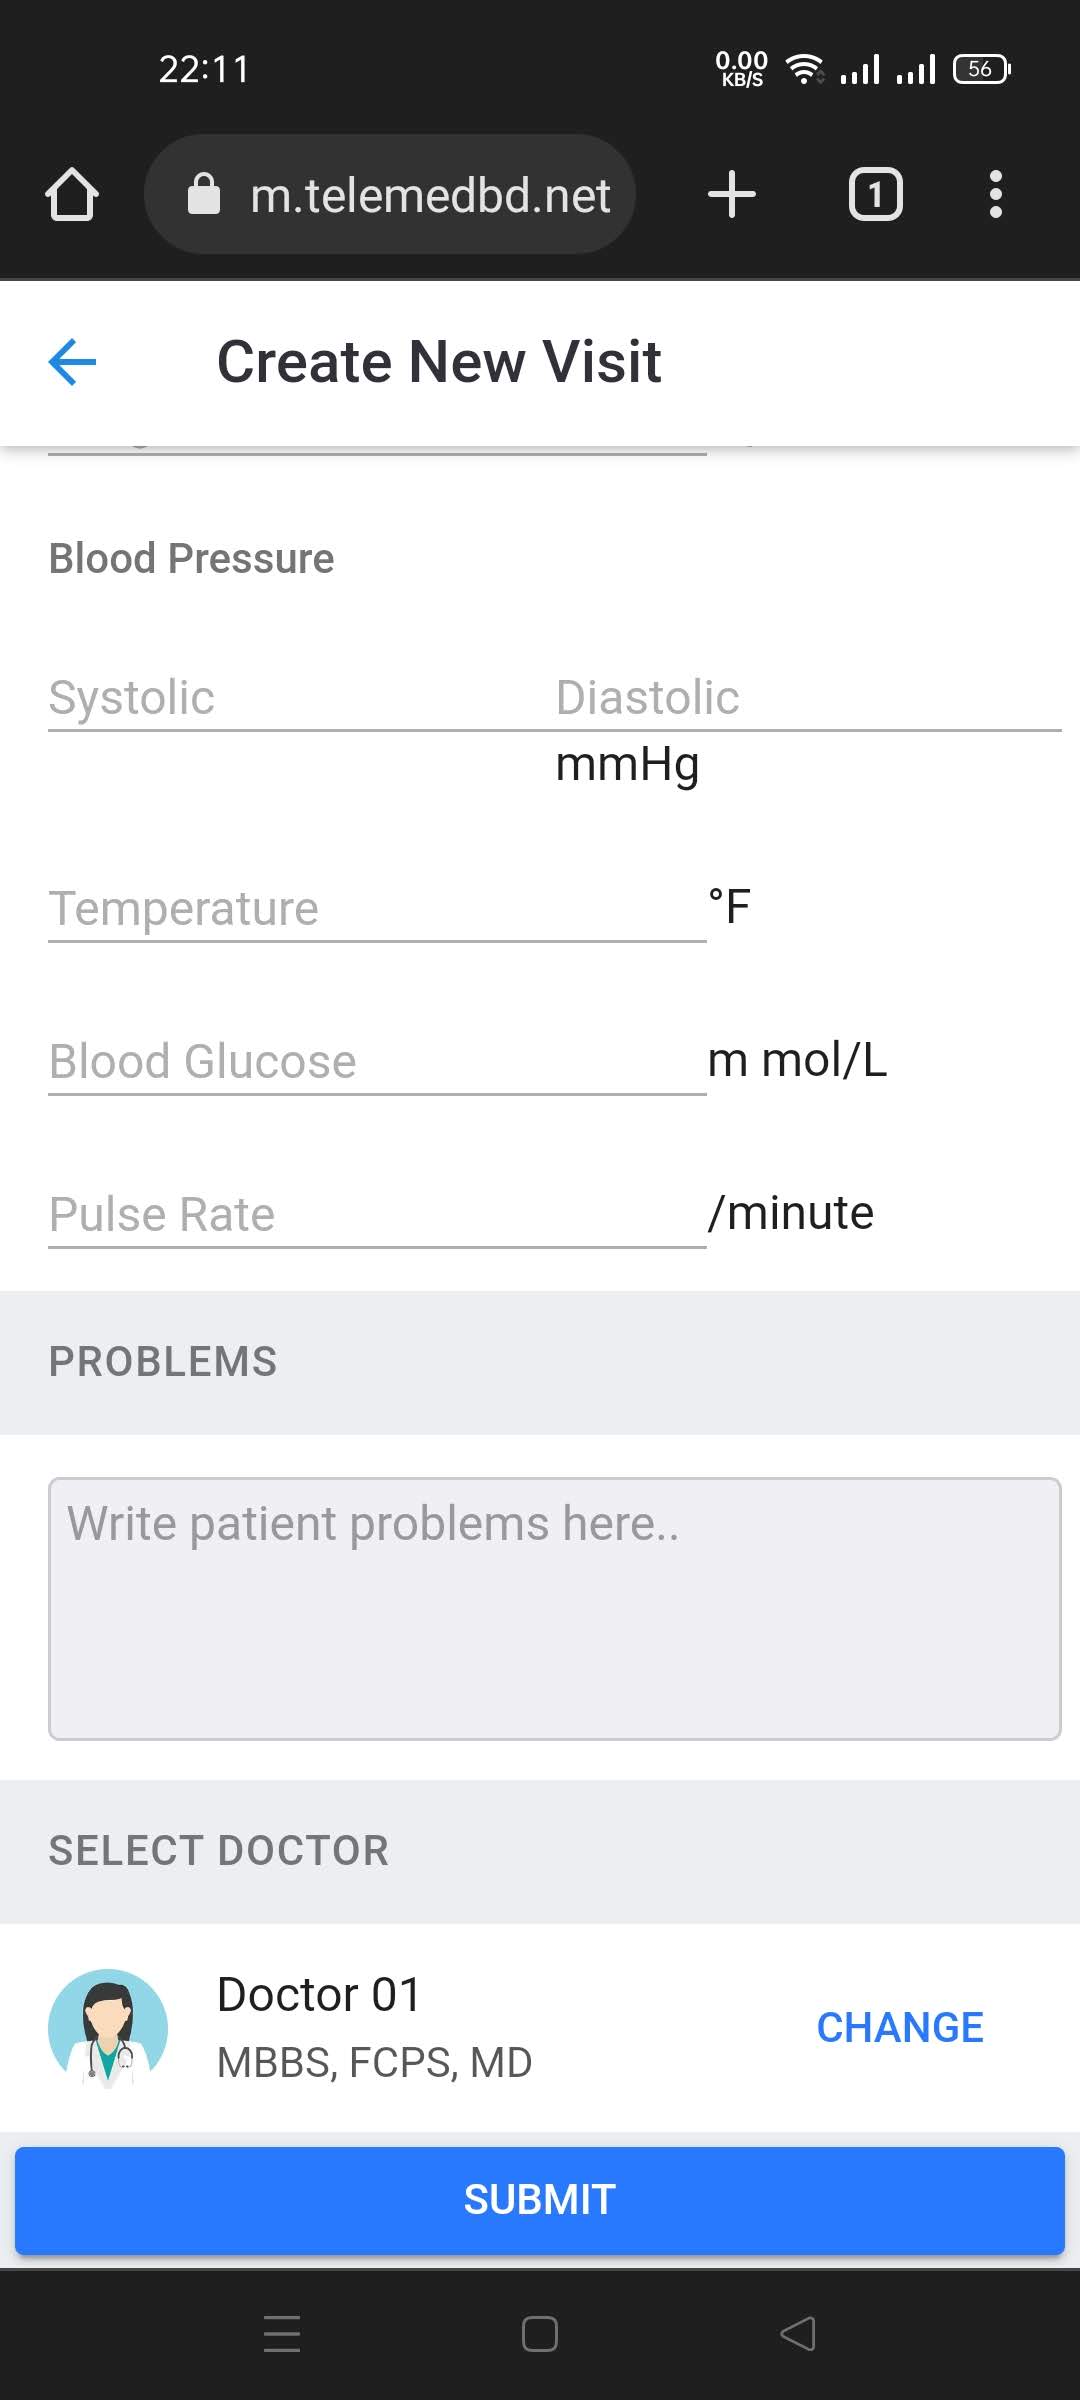 22:11
0.00
KB/S
56
m.telemedbd.net
1
Create New Visit
Blood Pressure
Systolic
Diastolic
mmHg
Temperature
°F
Blood Glucose
m mol/L
Pulse Rate
/minute
PROBLEMS
Write patient problems here..
SELECT DOCTOR
Doctor 01
MBBS, FCPS, MD
CHANGE
SUBMIT